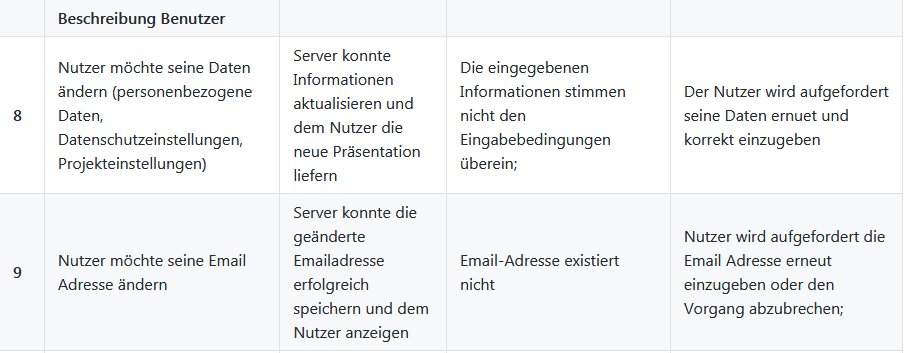 Beschreibung Benutzer
8
Nutzer möchte seine Daten
ändern (personenbezogene
Daten,
Datenschutzeinstellungen,
Projekteinstellungen)
Server konnte
Informationen
aktualisieren und
dem Nutzer die
neue Präsentation
liefern
Die eingegebenen
Informationen stimmen
nicht den
Eingabebedingungen
überein;
Der Nutzer wird aufgefordert
seine Daten ernuet und
korrekt einzugeben
9
Nutzer möchte seine Email
Adresse ändern
Server konnte die
geänderte
Emailadresse
erfolgreich
speichern und dem
Nutzer anzeigen
Email-Adresse existiert
nicht
Nutzer wird aufgefordert die
Email Adresse erneut
einzugeben oder den
Vorgang abzubrechen;